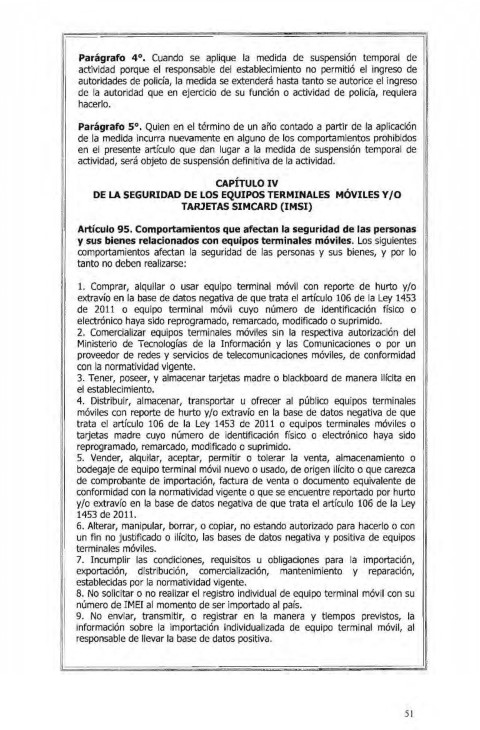 Parágrafo 4°. Cuando se aplique la medida de suspensión temporal de
actividad porque el responsable del establecimiento no permitió el ingreso de
autoridades de policía, la medida se extenderá hasta tanto se autorice el ingreso
de la autoridad que en ejercicio de su función o actividad de policía, requiera
hacerlo.
Parágrafo 5°. Quien en el término de un año contado a partir de la aplicación
de la medida incurra nuevamente en alguno de los comportamientos prohibidos
en el presente artículo que dan lugar a la medida de suspensión temporal de
actividad, será objeto de suspensión definitiva de la actividad.
CAPÍTULO IV
DE LA SEGURIDAD DE LOS EQUIPOS TERMINALES MÓVILES Y/O
TARJETAS SIMCARD (IMSI)
Artículo 95. Comportamientos que afectan la seguridad de las personas
y sus bienes relacionados con equipos terminales móviles. Los siguientes
comportamientos afectan la seguridad de las personas y sus bienes, y por lo
tanto no deben realizarse:
1. Comprar, alquilar o usar equipo terminal móvil con reporte de hurto y/o
extravío en la base de datos negativa de que trata el artículo 106 de la Ley 1453
de 2011 o equipo terminal móvil cuyo número de identificación físico o
electrónico haya sido reprogramado, remarcado, modificado o suprimido.
2. Comercializar equipos terminales móviles sin la respectiva autorización del
Ministerio de Tecnologías de la Información y las Comunicaciones o por un
proveedor de redes y servicios de telecomunicaciones móviles, de conformidad
con la normatividad vigente.
3. Tener, poseer, y almacenar tarjetas madre o blackboard de manera ilícita en
el establecimiento.
4. Distribuir, almacenar, transportar u ofrecer al público equipos terminales
móviles con reporte de hurto y/o extravío en la base de datos negativa de que
trata el artículo 106 de la Ley 1453 de 2011 o equipos terminales móviles o
tarjetas madre cuyo número de identificación físico o electrónico haya sido
reprogramado, remarcado, modificado o suprimido.
5. Vender, alquilar, aceptar, permitir o tolerar la venta, almacenamiento o
bodegaje de equipo terminal móvil nuevo o usado, de origen ilícito o que carezca
de comprobante de importación, factura de venta o documento equivalente de
conformidad con la normatividad vigente o que se encuentre reportado por hurto
y/o extravío en la base de datos negativa de que trata el artículo 106 de la Ley
1453 de 2011.
6. Alterar, manipular, borrar, o copiar, no estando autorizado para hacerlo o con
un fin no justificado o ilícito, las bases de datos negativa y positiva de equipos
terminales móviles.
7. Incumplir las condiciones, requisitos u obligaciones para la importación,
exportación, distribución, comercialización, mantenimiento y reparación,
establecidas por la normatividad vigente.
8. No solicitar o no realizar el registro individual de equipo terminal móvil con su
número de IMEI al momento de ser importado al país.
9. No enviar, transmitir, o registrar en la manera y tiempos previstos, la
información sobre la importación individualizada de equipo terminal móvil, al
responsable de llevar la base de datos positiva.
51